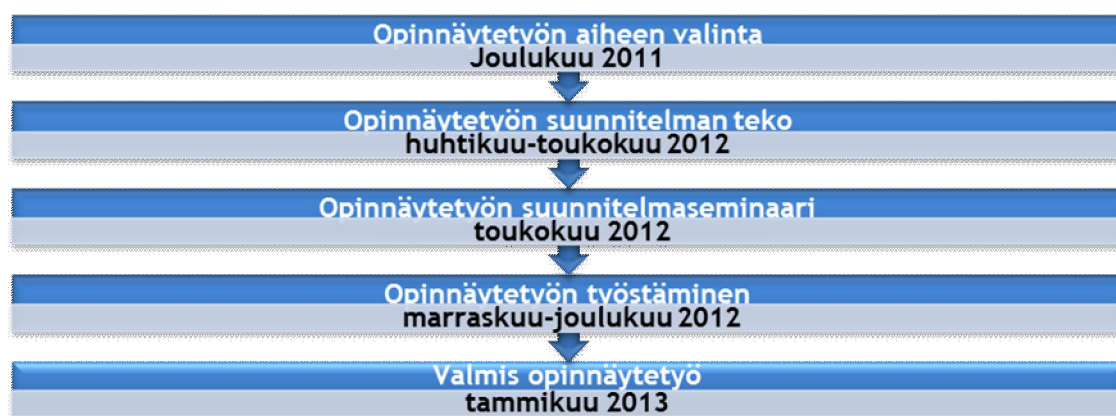 Opinnäytetyön aiheen valinta
Joulukuu 2011
Opinnäytetyön suunnitelman teko
huhtikuu-toukokuu 2012
Opinnäytetyön suunnitelmaseminaari
toukokuu 2012
Opinnäytetyön työstäminen
marraskuu-joulukuu 2012
Valmis opinnäytetyö
tammikuu 2013